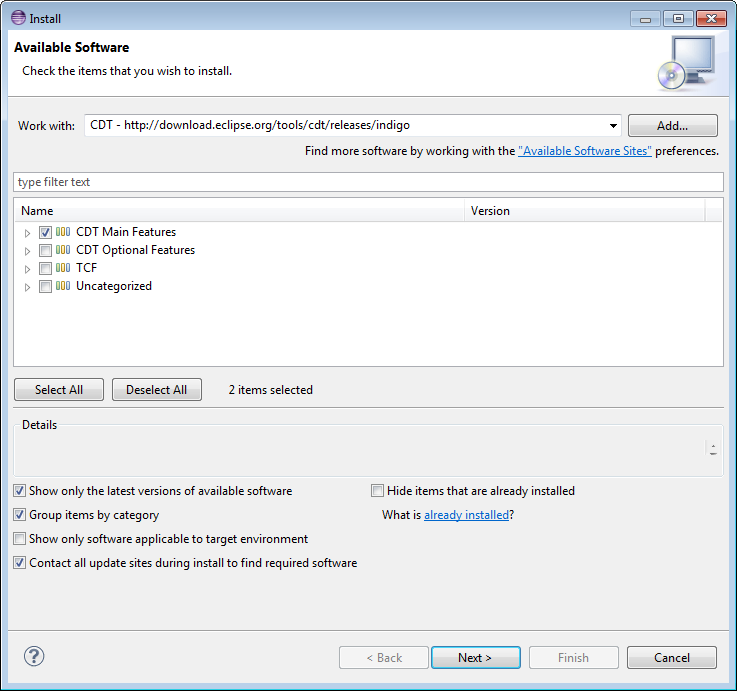 Install
Available Software
Check the items that you wish to install.
Work with: CDT - http://download.eclipse.org/tools/cdt/releases/indigo Add...
Find more software by working with the "Available Software Sites" preferences.
type filter text
Name Version
CDT Main Features
CDT Optional Features
TCF
Uncategorized
Select All Deselect All 2 items selected
Details
Show only the latest versions of available software Hide items that are already installed
Group items by category What is already installed?
Show only software applicable to target environment
Contact all update sites during install to find required software
? < Back Next > Finish Cancel